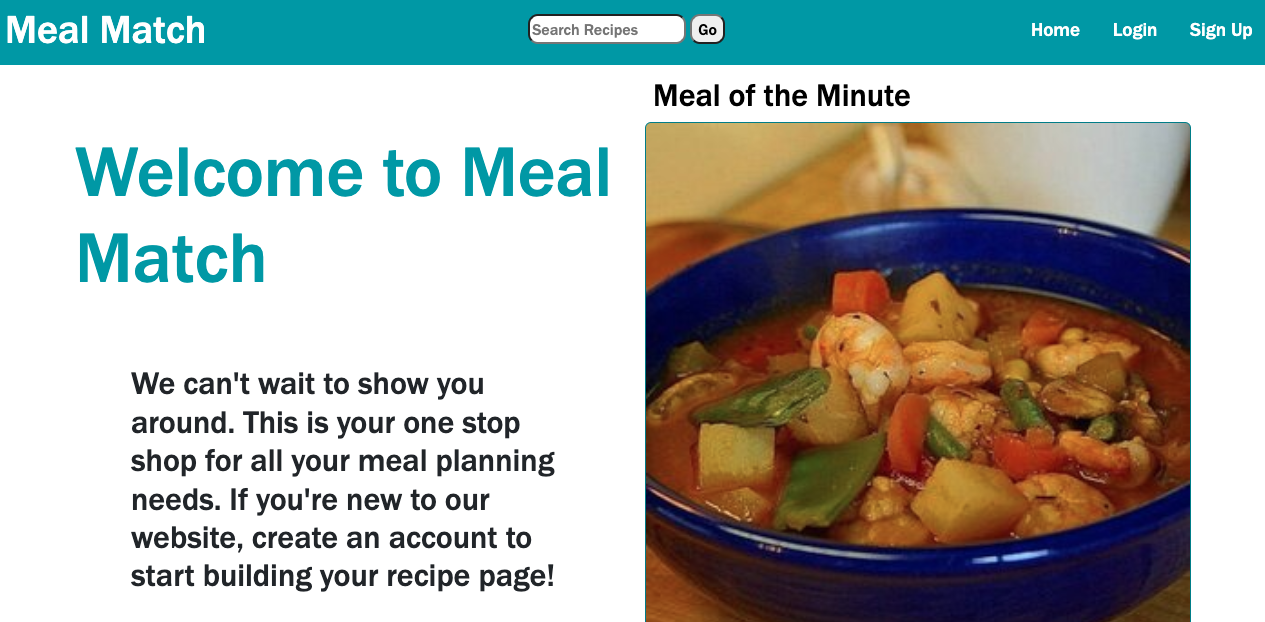 Meal Match
Search Recipes
Go
Home
Login
Sign Up
Meal of the Minute
Welcome to Meal
Match
We can't wait to show you
around. This is your one stop
shop for all your meal planning
needs. If you're new to our
website, create an account to
start building your recipe page!